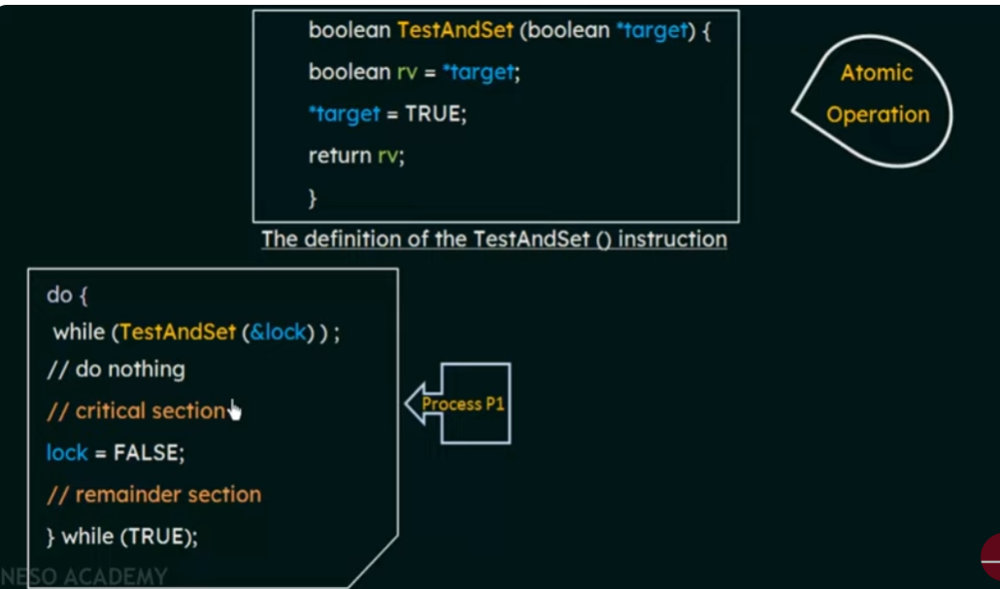 boolean TestAndSet (boolean *target) {
boolean rv = *target;
*target = TRUE;
return rv;
}
Atomic
Operation
The definition of the TestAndSet () instruction
do {
while (TestAndSet (&lock) ) ;
// do nothing
// critical section
lock = FALSE;
// remainder section
} while (TRUE);
Process P1
NESO ACADEMY